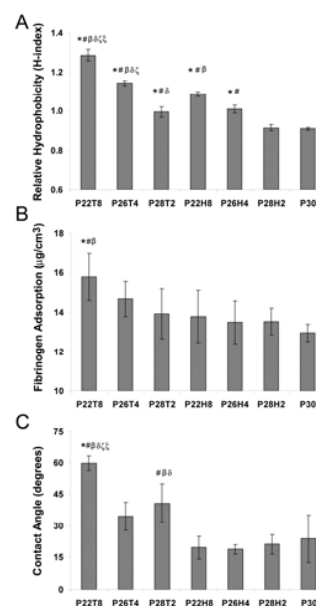 A
Relative Hydrophobicity (H-index)
1.4
1.2
1.0
0.8
0.6
*#βδζξ
*#βδζ
*#δ
*#β
*#
P22T8 P26T4 P28T2 P22H8 P26H4 P28H2 P30
B
Fibrinogen Adsorption (µg/cm³)
18
16
14
12
10
*#β
P22T8 P26T4 P28T2 P22H8 P26H4 P28H2 P30
C
Contact Angle (degrees)
75
60
45
30
15
0
*#βδζξ
#βδ
P22T8 P26T4 P28T2 P22H8 P26H4 P28H2 P30